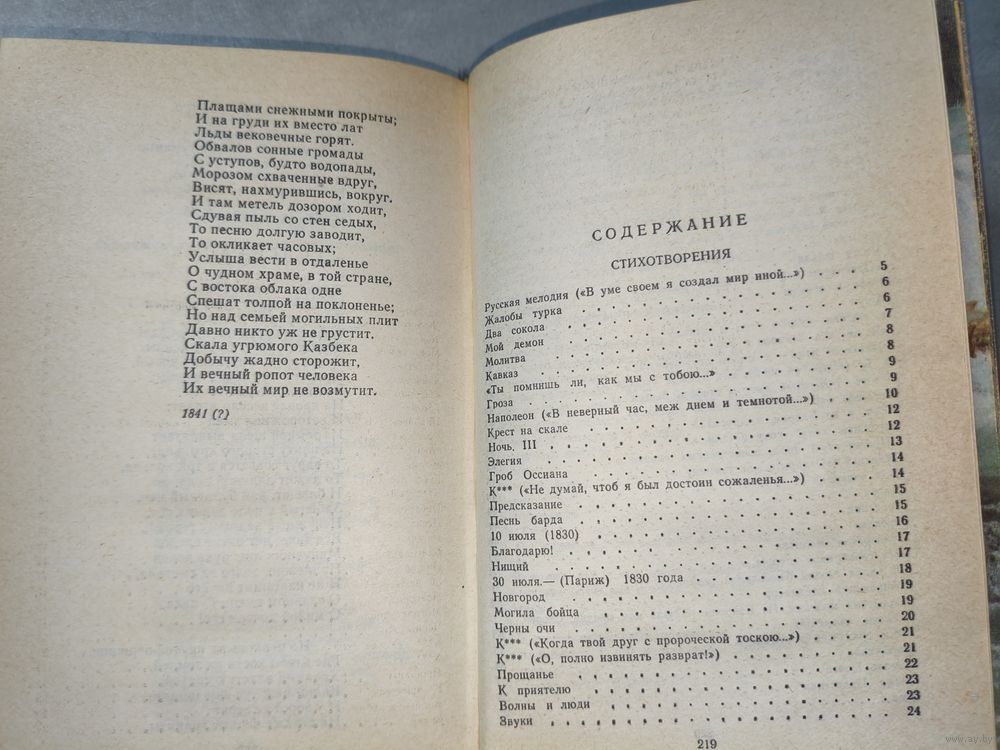 Плащами снежными покрыты;
И на груди их вместо лат
Льды вековечные горят.
Обвалов сонные громады
С уступов, будто водопады,
Морозом схваченные вдруг,
Висят, нахмурившись, вокруг.
И там метель дозором ходит,
Сдувая пыль со стен седых,
То песню долгую заводит,
То окликает часовых;
Услыша вести в отдаленье
О чудном храме, в той стране,
С востока облака одне
Спешат толпой на поклоненье;
Но над семьей могильных плит
Давно никто уж не грустит.
Скала угрюмого Казбека
Добычу жадно сторожит,
И вечный ропот человека
Их вечный мир не возмутит.
1841 (?)
СОДЕРЖАНИЕ
СТИХОТВОРЕНИЯ
Русская мелодия («В уме своем я создал мир иной...») . . . 5
Жалобы турка . . . 6
Два сокола . . . 6
Мой демон . . . 7
Молитва . . . 8
Кавказ . . . 8
«Ты помнишь ли, как мы с тобою...» . . . 9
Гроза . . . 9
Наполеон («В неверный час, меж днем и темнотой...») . . . 10
Крест на скале . . . 12
Ночь. III . . . 12
Элегия . . . 13
Гроб Оссиана . . . 14
К*** («Не думай, чтоб я был достоин сожаленья...») . . . 14
Предсказание . . . 15
Песнь барда . . . 15
10 июля (1830) . . . 16
Благодарю! . . . 17
Нищий . . . 17
30 июля.— (Париж) 1830 года . . . 18
Новгород . . . 19
Могила бойца . . . 19
Черны очи . . . 20
К*** («Когда твой друг с пророческой тоскою...») . . . 21
К*** («О, полно извинять разврат!») . . . 21
Прощанье . . . 22
К приятелю . . . 23
Волны и люди . . . 23
Звуки . . . 24
219
www.ay.by